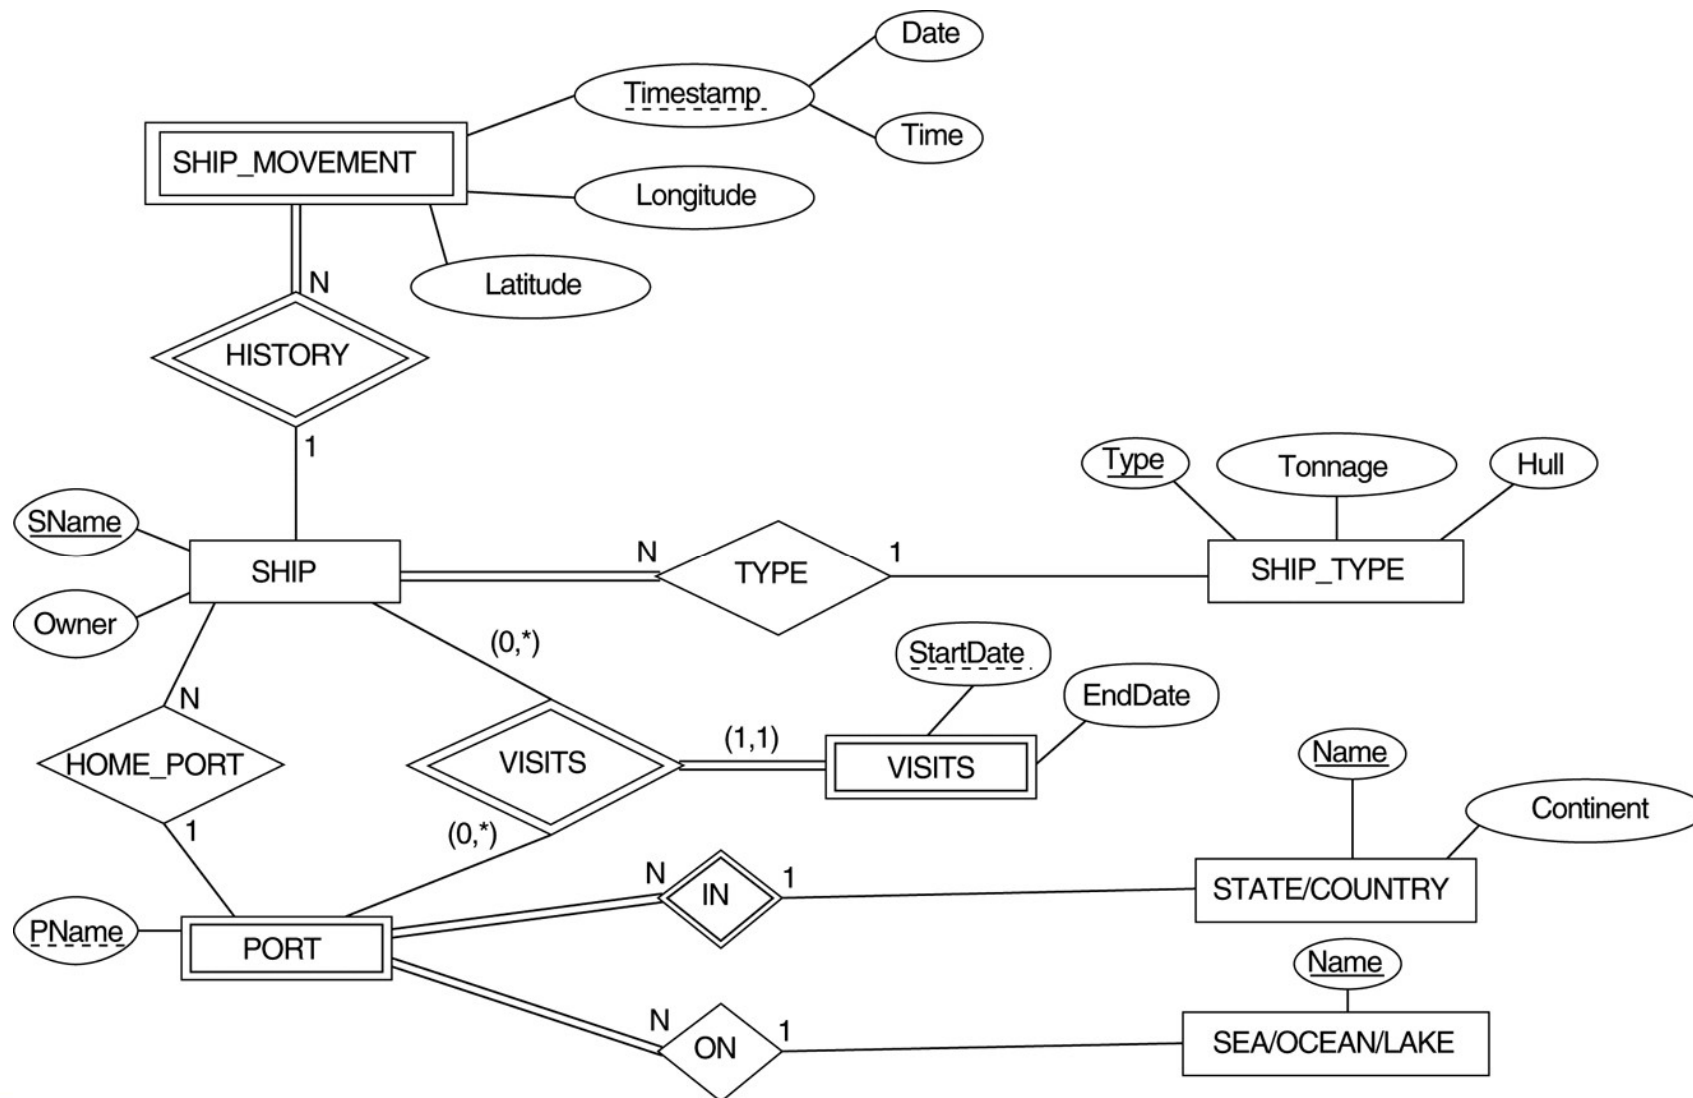 Date
Timestamp
Time
SHIP_MOVEMENT
Longitude
Latitude
N
HISTORY
1
Type
Tonnage
Hull
SName
SHIP
N
TYPE
1
SHIP_TYPE
Owner
(0,*)
StartDate
EndDate
N
HOME_PORT
VISITS
(1,1)
VISITS
Name
Continent
1
(0,*)
N
IN
1
STATE/COUNTRY
PName
PORT
Name
N
ON
1
SEA/OCEAN/LAKE